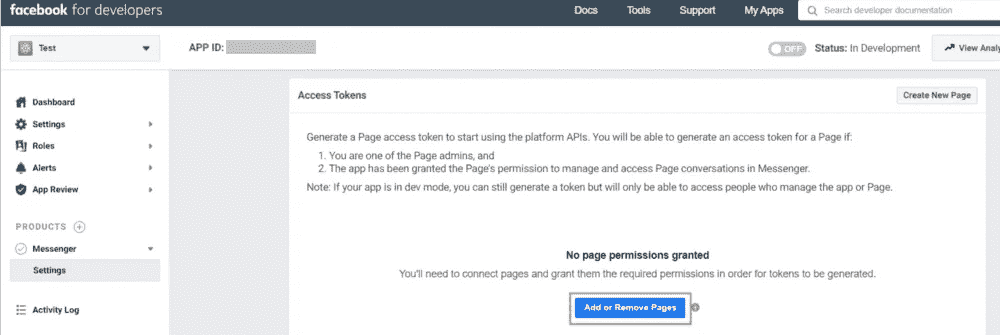 facebook for developers
Docs
Tools
Support
My Apps
Search developer documentation
Test
APP ID:
OFF
Status: In Development
View Analy
Dashboard
Settings
Roles
Alerts
App Review
PRODUCTS
Messenger
Settings
Activity Log
Access Tokens
Create New Page
Generate a Page access token to start using the platform APIs. You will be able to generate an access token for a Page if:
1. You are one of the Page admins, and
2. The app has been granted the Page's permission to manage and access Page conversations in Messenger.
Note: If your app is in dev mode, you can still generate a token but will only be able to access people who manage the app or Page.
No page permissions granted
You'll need to connect pages and grant them the required permissions in order for tokens to be generated.
Add or Remove Pages